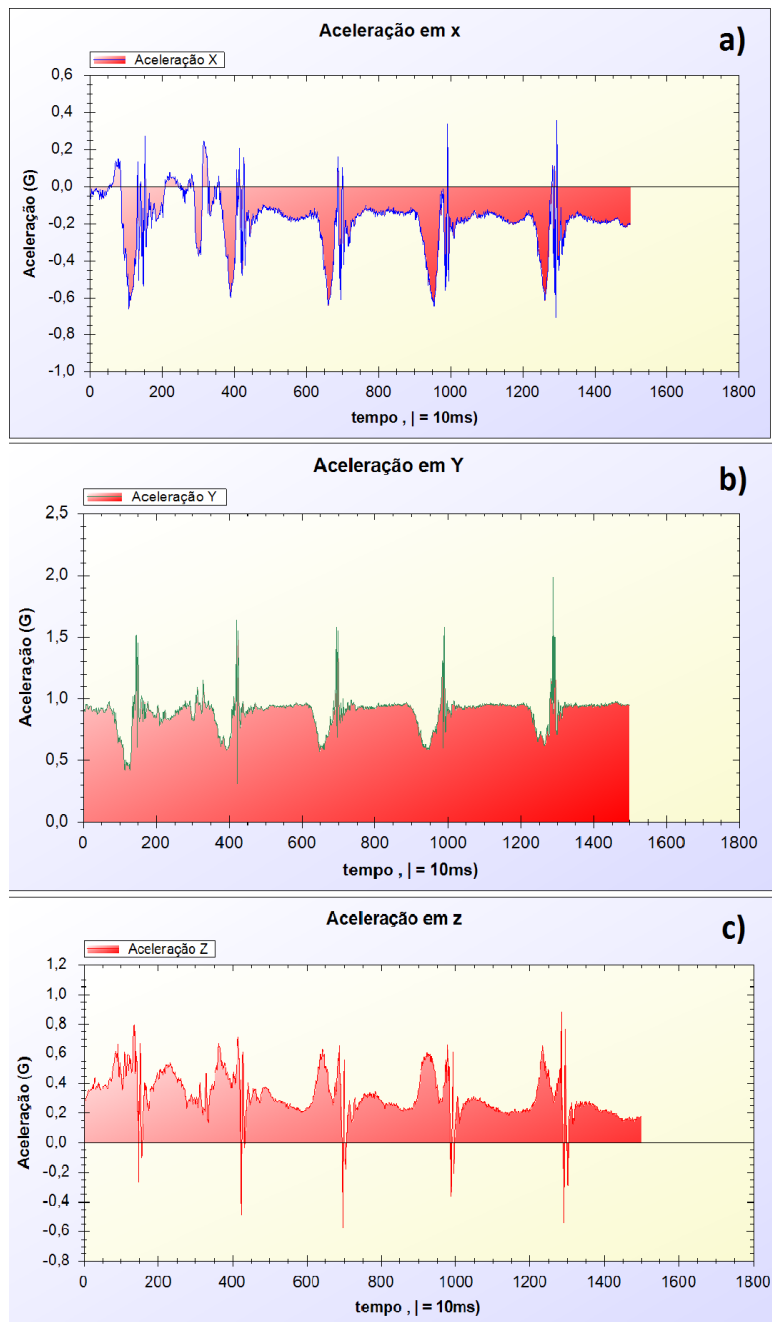 Aceleração em x
a)
Aceleração X
0,6
0,4
0,2
0,0
-0,2
-0,4
-0,6
-0,8
-1,0
Aceleração (G)
0 200 400 600 800 1000 1200 1400 1600 1800
tempo , | = 10ms)
Aceleração em Y
b)
Aceleração Y
2,5
2,0
1,5
1,0
0,5
0,0
Aceleração (G)
0 200 400 600 800 1000 1200 1400 1600 1800
tempo , | = 10ms)
Aceleração em z
c)
Aceleração Z
1,2
1,0
0,8
0,6
0,4
0,2
0,0
-0,2
-0,4
-0,6
-0,8
Aceleração (G)
0 200 400 600 800 1000 1200 1400 1600 1800
tempo , | = 10ms)